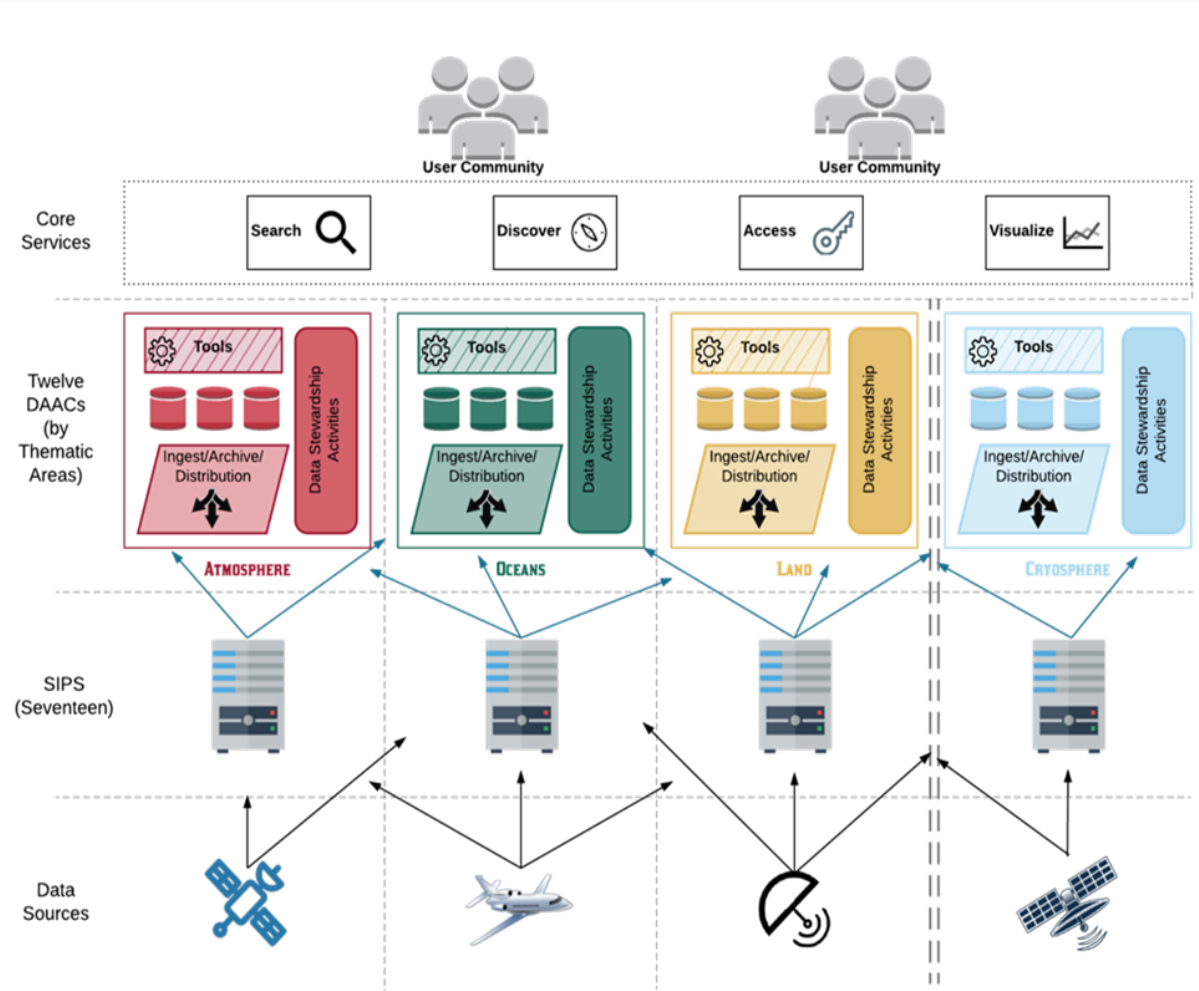 User Community
User Community
Core
Services
Search
Discover
Access
Visualize
Twelve
DAACs
(by
Thematic
Areas)
Tools
Ingest/Archive/
Distribution
Data Stewardship
Activities
Tools
Ingest/Archive/
Distribution
Data Stewardship
Activities
Tools
Ingest/Archive/
Distribution
Data Stewardship
Activities
Tools
Ingest/Archive/
Distribution
Data Stewardship
Activities
ATMOSPHERE
OCEANS
LAND
CRYOSPHERE
SIPS
(Seventeen)
Data
Sources